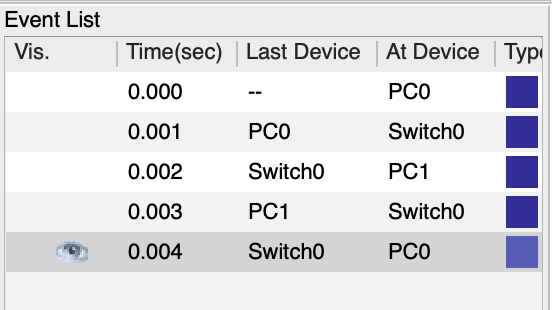 Event List
Vis. Time(sec) Last Device At Device Type
0.000 -- PC0
0.001 PC0 Switch0
0.002 Switch0 PC1
0.003 PC1 Switch0
0.004 Switch0 PC0